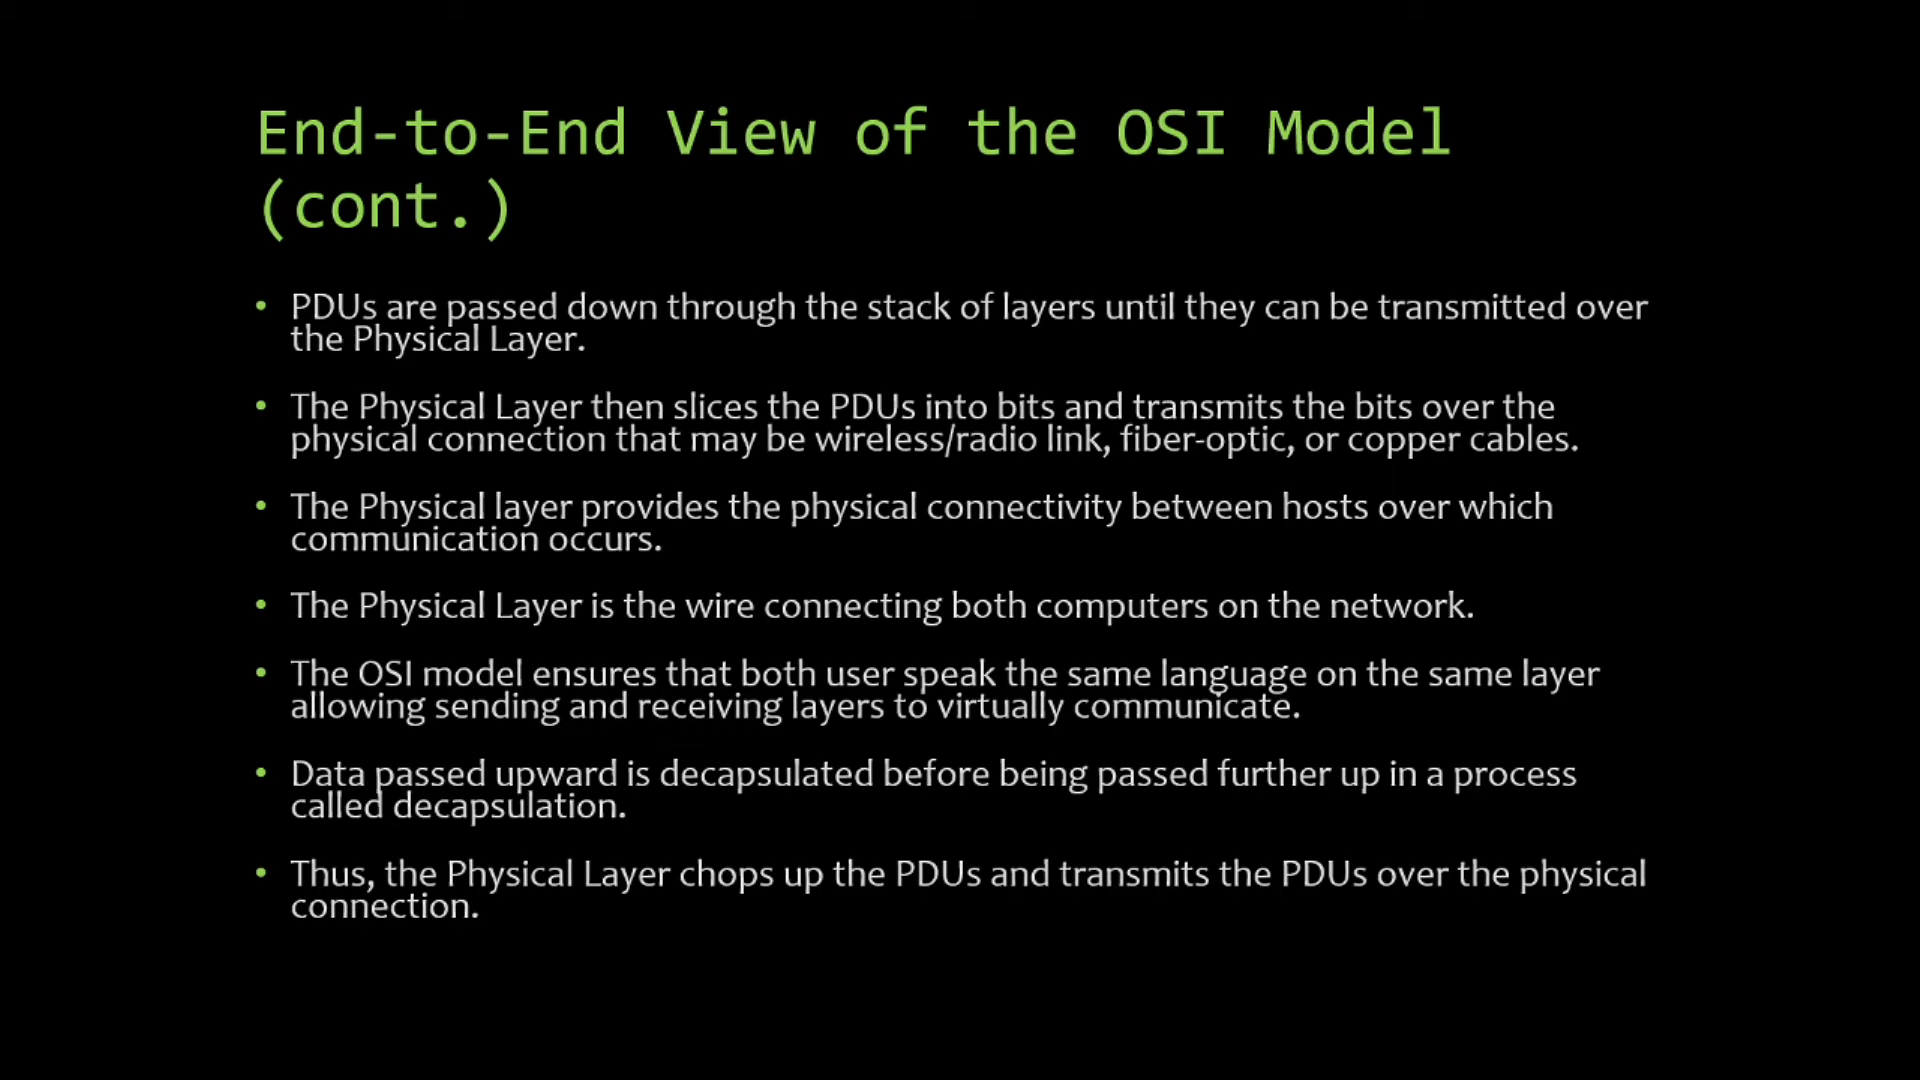 End-to-End View of the OSI Model
(cont.)
• PDUs are passed down through the stack of layers until they can be transmitted over
the Physical Layer.
• The Physical Layer then slices the PDUs into bits and transmits the bits over the
physical connection that may be wireless/radio link, fiber-optic, or copper cables.
• The Physical layer provides the physical connectivity between hosts over which
communication occurs.
• The Physical Layer is the wire connecting both computers on the network.
• The OSI model ensures that both user speak the same language on the same layer
allowing sending and receiving layers to virtually communicate.
• Data passed upward is decapsulated before being passed further up in a process
called decapsulation.
• Thus, the Physical Layer chops up the PDUs and transmits the PDUs over the physical
connection.